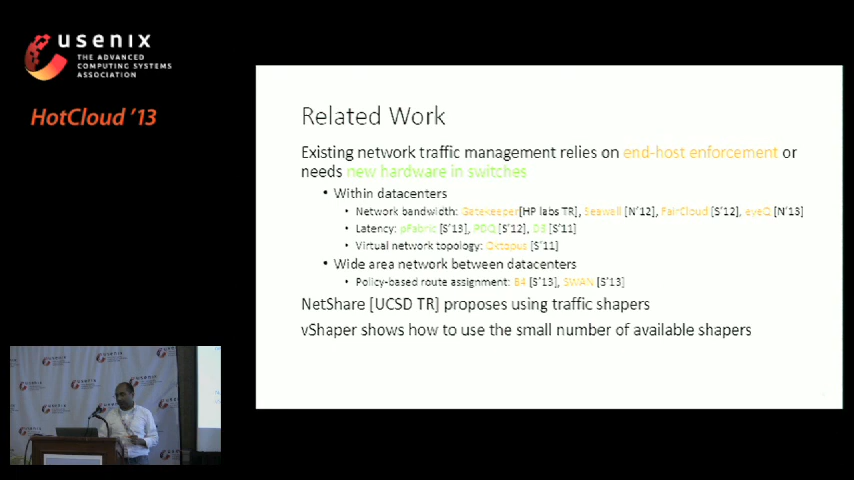 usenix
THE ADVANCED
COMPUTING SYSTEMS
ASSOCIATION
HotCloud '13
Related Work
Existing network traffic management relies on end-host enforcement or
needs new hardware in switches
• Within datacenters
• Network bandwidth: Gatekeeper[HP labs TR], Seawall [N'12], FairCloud [S'12], eyeQ [N'13]
• Latency: pFabric [S'13], PDQ [S'12], D3 [S'11]
• Virtual network topology: Oktopus [S'11]
• Wide area network between datacenters
• Policy-based route assignment: B4 [S'13], SWAN [S'13]
NetShare [UCSD TR] proposes using traffic shapers
vShaper shows how to use the small number of available shapers